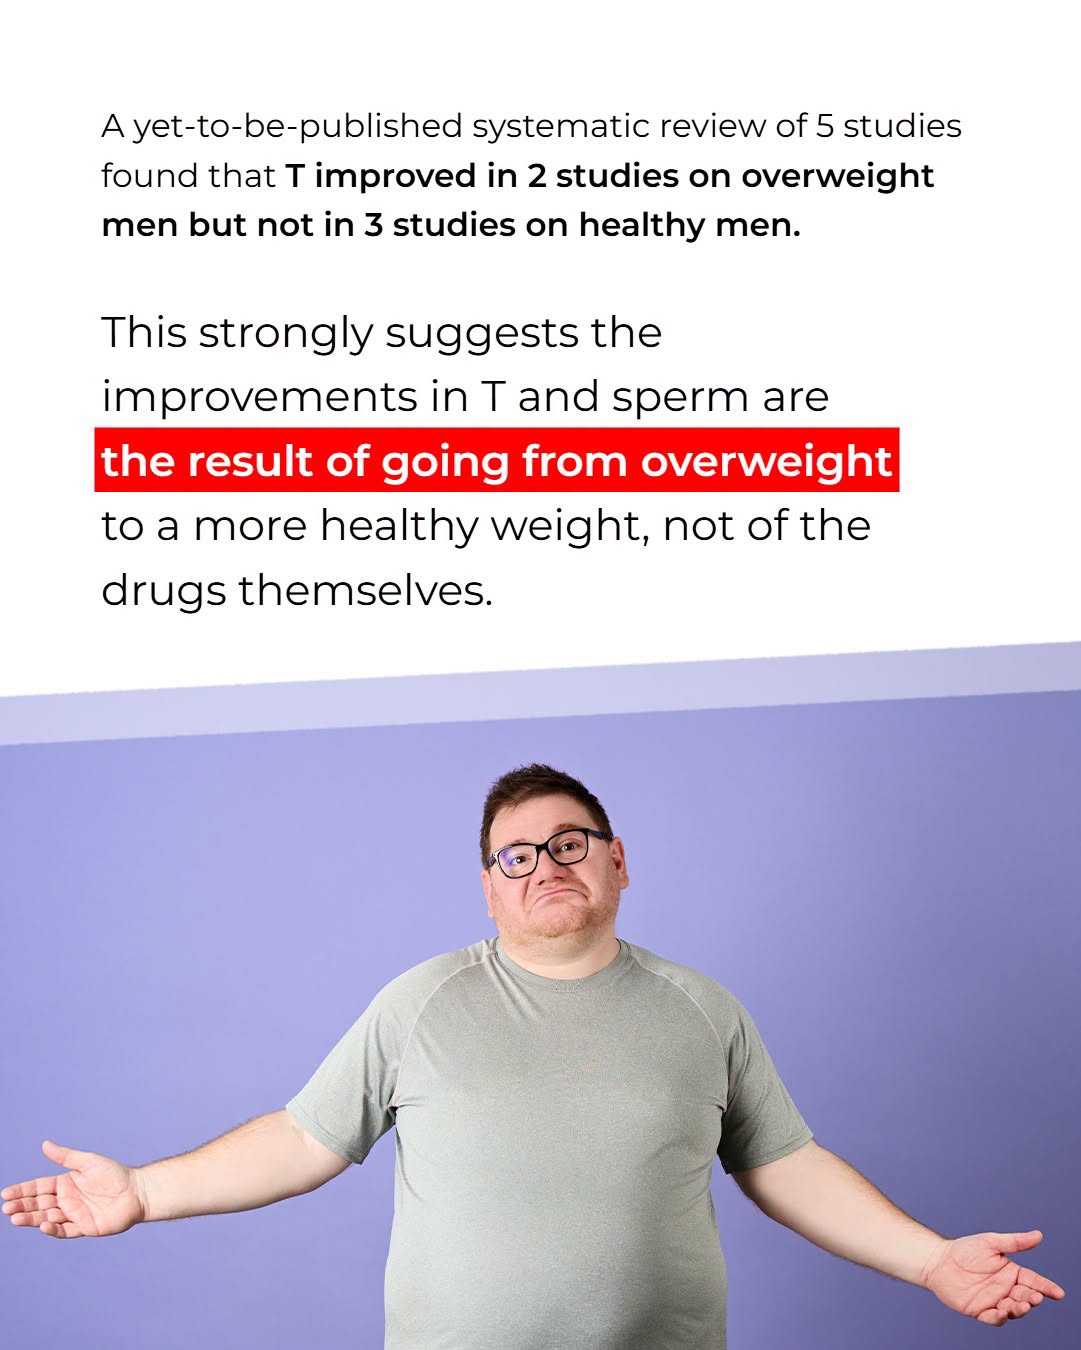 A yet-to-be-published systematic review of 5 studies
found that T improved in 2 studies on overweight
men but not in 3 studies on healthy men.
This strongly suggests the
improvements in T and sperm are
the result of going from overweight
to a more healthy weight, not of the
drugs themselves.